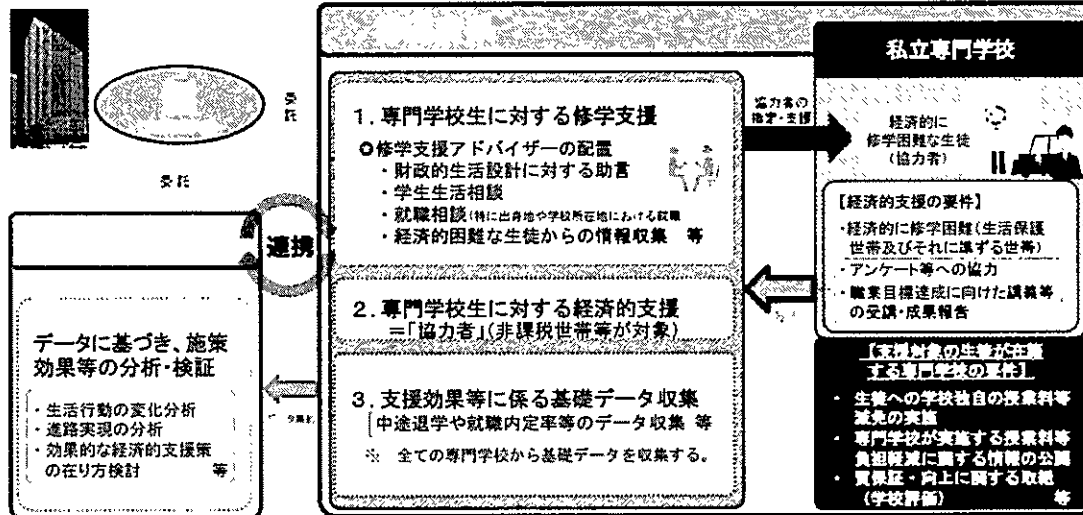 委託
委託
連携
データに基づき、施策
効果等の分析・検証
・生活行動の変化分析
・進路実現の分析
・効果的な経済的支援策
の在り方検討 等
1.専門学校生に対する修学支援
○修学支援アドバイザーの配置
・財政的生活設計に対する助言
・学生生活相談
・就職相談(特に出身地や学校所在地における就職
・経済的困難な生徒からの情報収集 等
2.専門学校生に対する経済的支援
=「協力者」(非課税世帯等が対象)
3.支援効果等に係る基礎データ収集
中途退学や就職内定率等のデータ収集 等
※ 全ての専門学校から基礎データを収集する。
協力者の
指定・支援
私立専門学校
経済的に
修学困難な生徒
(協力者)
【経済的支援の要件】
・経済的に修学困難(生活保護
世帯及びそれに準ずる世帯)
・アンケート等への協力
・職業目標達成に向けた講義等
の受講・成果報告
【支援対象の生徒が在籍
する専門学校の要件】
・ 生徒への学校独自の授業料等
減免の実施
・ 専門学校が実施する授業料等
負担軽減に関する情報の公開
・ 質保証・向上に関する取組
(学校評価) 等